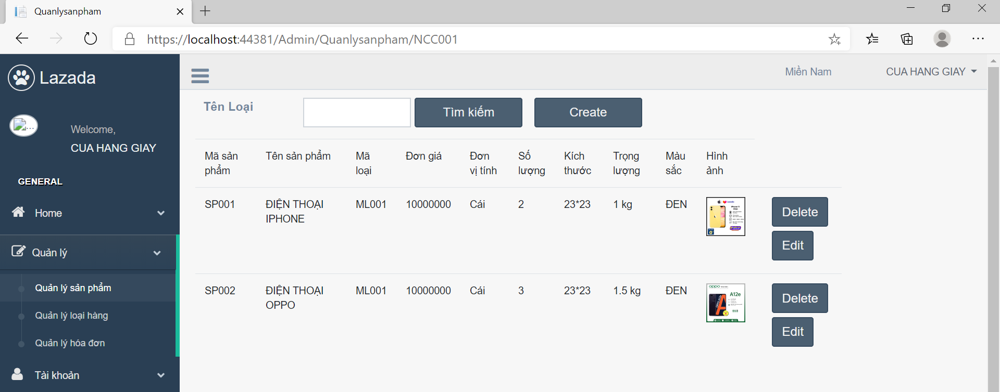 Quanlysanpham
https://localhost:44381/Admin/Quanlysanpham/NCC001
Lazada
Miền Nam
CUA HANG GIAY
Welcome,
CUA HANG GIAY
GENERAL
Home
Quản lý
Quản lý sản phẩm
Quản lý loại hàng
Quản lý hóa đơn
Tài khoản
Tên Loại
Tìm kiếm
Create
Mã sản phẩm Tên sản phẩm Mã loại Đơn giá Đơn vị tính Số lượng Kích thước Trọng lượng Màu sắc Hình ảnh
SP001 ĐIỆN THOẠI IPHONE ML001 10000000 Cái 2 23*23 1 kg ĐEN
iPhone 11
Delete
Edit
SP002 ĐIỆN THOẠI OPPO ML001 10000000 Cái 3 23*23 1.5 kg ĐEN
oppo
A12e
Delete
Edit